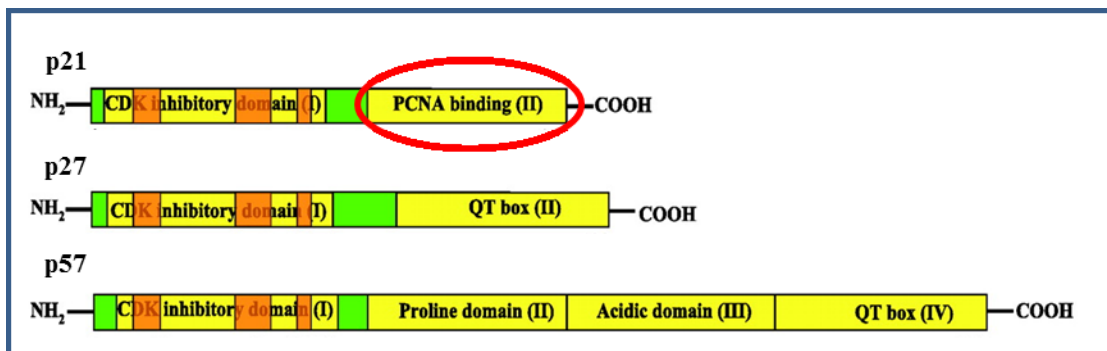 p21
NH2 CDK inhibitory domain (I) PCNA binding (II) COOH
p27
NH2 CDK inhibitory domain (I) QT box (II) COOH
p57
NH2 CDK inhibitory domain (I) Proline domain (II) Acidic domain (III) QT box (IV) COOH